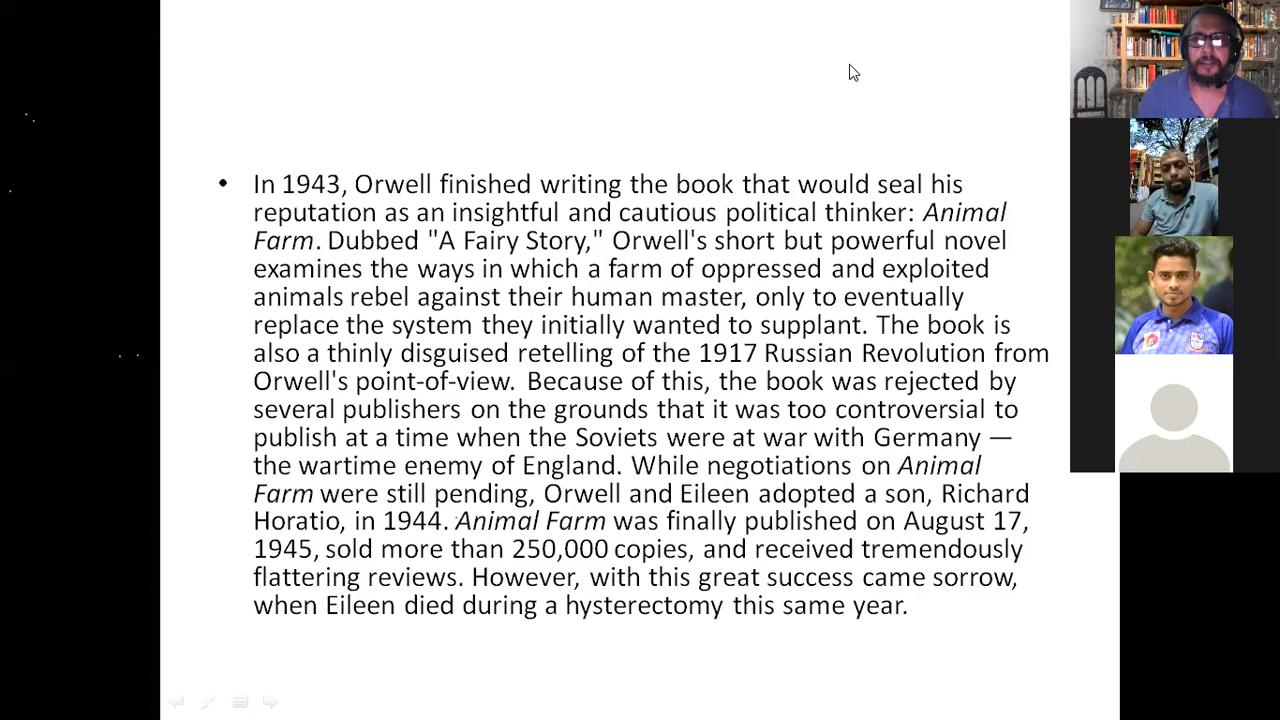 • In 1943, Orwell finished writing the book that would seal his
reputation as an insightful and cautious political thinker: Animal
Farm. Dubbed "A Fairy Story," Orwell's short but powerful novel
examines the ways in which a farm of oppressed and exploited
animals rebel against their human master, only to eventually
replace the system they initially wanted to supplant. The book is
also a thinly disguised retelling of the 1917 Russian Revolution from
Orwell's point-of-view. Because of this, the book was rejected by
several publishers on the grounds that it was too controversial to
publish at a time when the Soviets were at war with Germany —
the wartime enemy of England. While negotiations on Animal
Farm were still pending, Orwell and Eileen adopted a son, Richard
Horatio, in 1944. Animal Farm was finally published on August 17,
1945, sold more than 250,000 copies, and received tremendously
flattering reviews. However, with this great success came sorrow,
when Eileen died during a hysterectomy this same year.